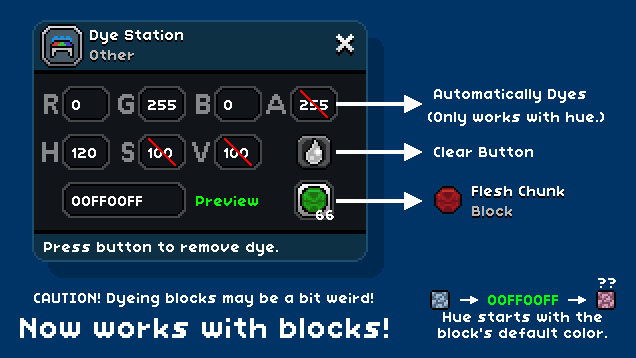 Dye Station
Other
R 0 G 255 B 0 A 255
Automatically Dyes
(Only works with hue.)
H 120 S 100 V 100
Clear Button
00FF00FF Preview
66
Flesh Chunk
Block
Press button to remove dye.
CAUTION! Dyeing blocks may be a bit weird!
Now works with blocks!
??
00FF00FF
Hue starts with the
block's default color.